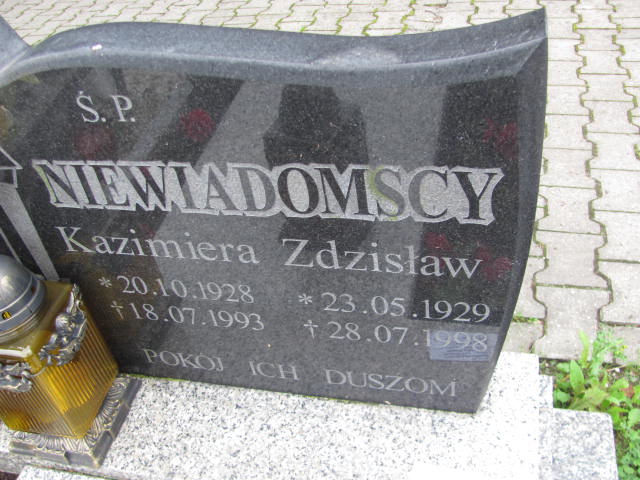 Ś.P.
NIEWIADOMSCY
Kazimiera Zdzisław
* 20.10.1928 * 23.05.1929
† 18.07.1993 † 28.07.1998
POKÓJ ICH DUSZOM